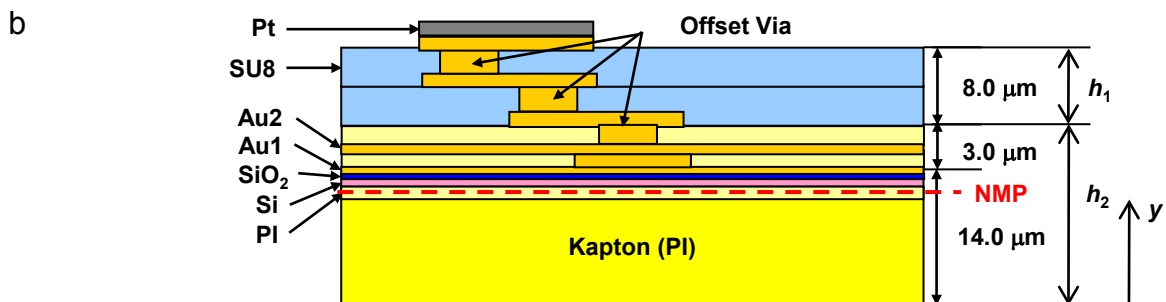 b
Pt
Offset Via
SU8
8.0 μm
h₁
Au2
Au1
3.0 μm
SiO₂
Si
NMP
h₂
y
PI
Kapton (PI)
14.0 μm